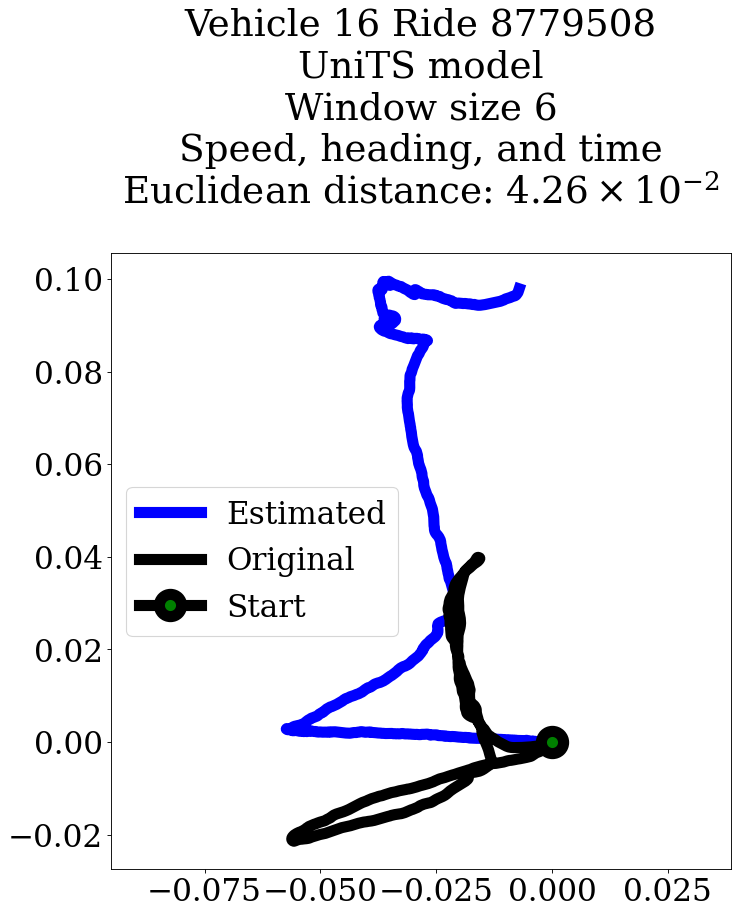 Vehicle 16 Ride 8779508
UniTS model
Window size 6
Speed, heading, and time
Euclidean distance: 4.26 × 10⁻²
0.10
0.08
0.06
0.04
0.02
0.00
−0.02
Estimated
Original
Start
−0.075 −0.050 −0.025 0.000 0.025